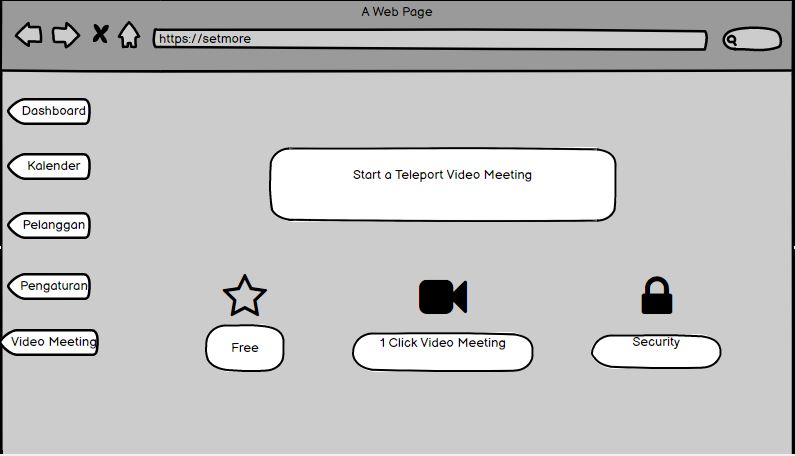 A Web Page
https://setmore
Dashboard
Kalender
Pelanggan
Pengaturan
Video Meeting
Start a Teleport Video Meeting
Free
1 Click Video Meeting
Security